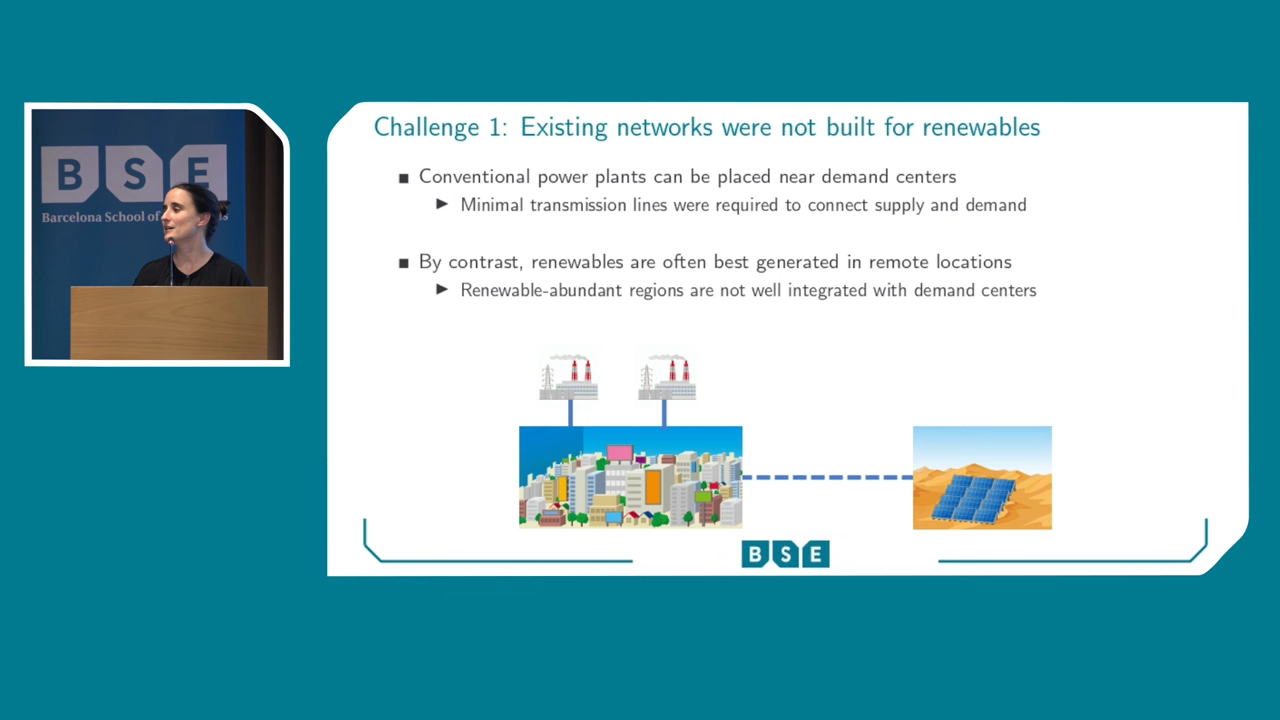 BSE
Barcelona School of
Challenge 1: Existing networks were not built for renewables
■ Conventional power plants can be placed near demand centers
▶ Minimal transmission lines were required to connect supply and demand
■ By contrast, renewables are often best generated in remote locations
▶ Renewable-abundant regions are not well integrated with demand centers
BSE